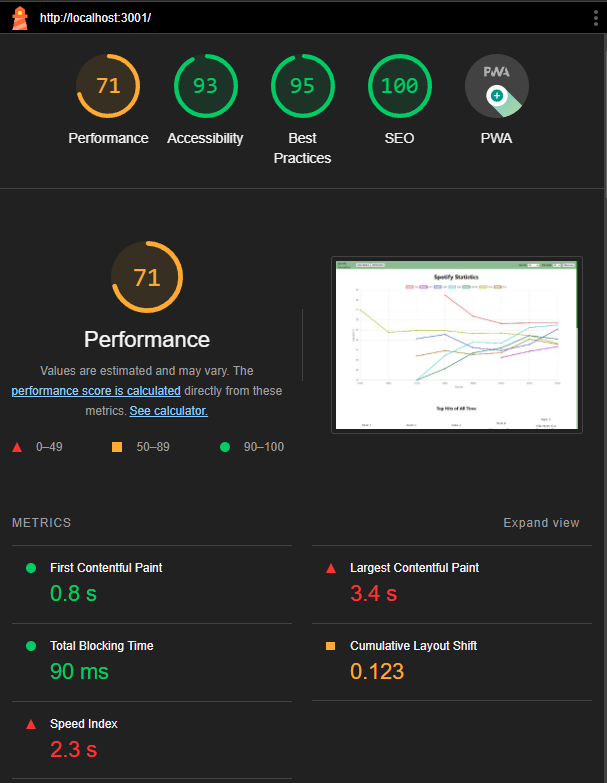 http://localhost:3001/
71
93
95
100
PWA
Performance
Accessibility
Best
Practices
SEO
PWA
71
Performance
Values are estimated and may vary. The
performance score is calculated directly from these
metrics. See calculator.
0–49
50–89
90–100
Spotify Statistics
Top Hits of All Time
METRICS
Expand view
First Contentful Paint
0.8 s
Largest Contentful Paint
3.4 s
Total Blocking Time
90 ms
Cumulative Layout Shift
0.123
Speed Index
2.3 s